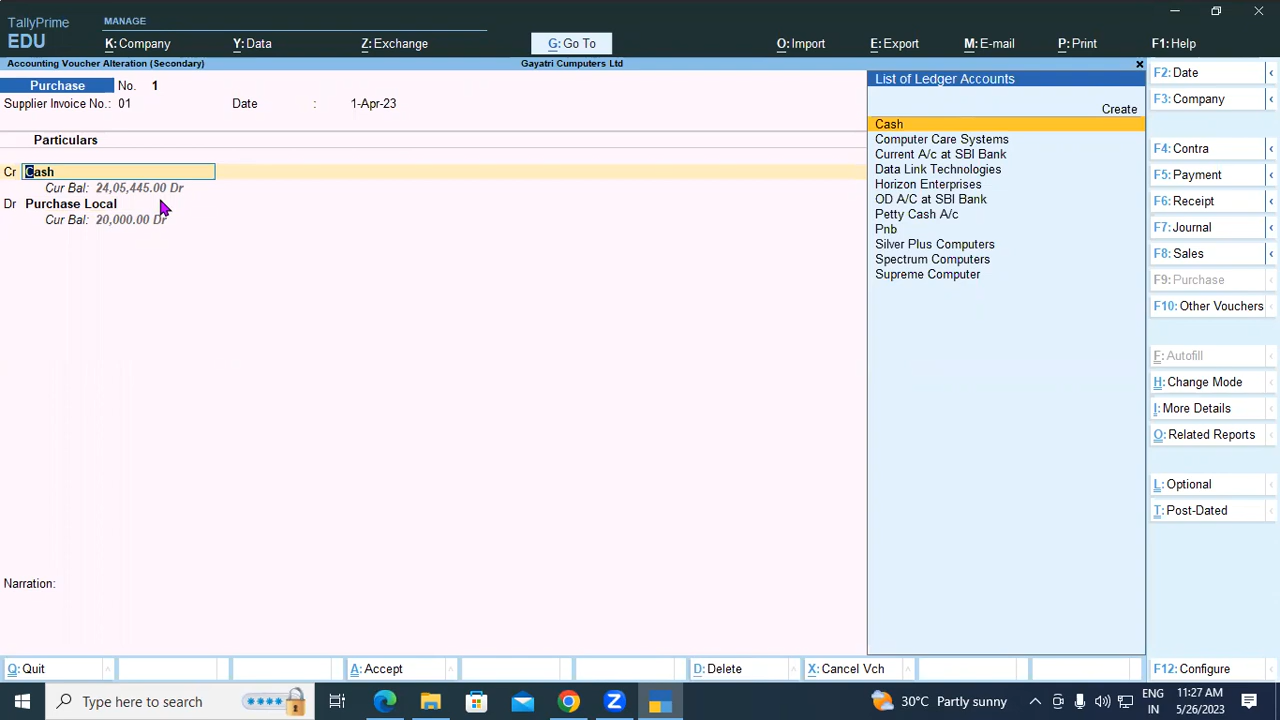 TallyPrime
MANAGE
EDU
K: Company
Y: Data
Z: Exchange
G: Go To
O: Import
E: Export
M: E-mail
P: Print
F1: Help
Accounting Voucher Alteration (Secondary)
Gayatri Cumputers Ltd
×
Purchase No. 1
Supplier Invoice No.: 01
Date : 1-Apr-23
Particulars
Cr Cash
Cur Bal: 24,05,445.00 Dr
Dr Purchase Local
Cur Bal: 20,000.00 Dr
Narration:
List of Ledger Accounts
Create
Cash
Computer Care Systems
Current A/c at SBI Bank
Data Link Technologies
Horizon Enterprises
OD A/C at SBI Bank
Petty Cash A/c
Pnb
Silver Plus Computers
Spectrum Computers
Supreme Computer
F2: Date
F3: Company
F4: Contra
F5: Payment
F6: Receipt
F7: Journal
F8: Sales
F9: Purchase
F10: Other Vouchers
F: Autofill
H: Change Mode
I: More Details
O: Related Reports
L: Optional
T: Post-Dated
F12: Configure
Q: Quit
A: Accept
D: Delete
X: Cancel Vch
Type here to search
30°C Partly sunny
ENG
IN
11:27 AM
5/26/2023